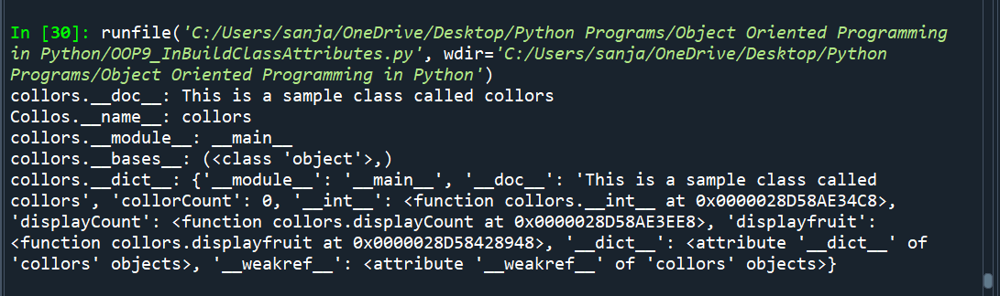 In [30]: runfile('C:/Users/sanja/OneDrive/Desktop/Python Programs/Object Oriented Programming
in Python/OOP9_InBuildClassAttributes.py', wdir='C:/Users/sanja/OneDrive/Desktop/Python
Programs/Object Oriented Programming in Python')
collors.__doc__: This is a sample class called collors
Collos.__name__: collors
collors.__module__: __main__
collors.__bases__: (<class 'object'>,)
collors.__dict__: {'__module__': '__main__', '__doc__': 'This is a sample class called
collors', 'collorCount': 0, '__int__': <function collors.__int__ at 0x0000028D58AE34C8>,
'displayCount': <function collors.displayCount at 0x0000028D58AE3EE8>, 'displayfruit':
<function collors.displayfruit at 0x0000028D58428948>, '__dict__': <attribute '__dict__' of
'collors' objects>, '__weakref__': <attribute '__weakref__' of 'collors' objects>}